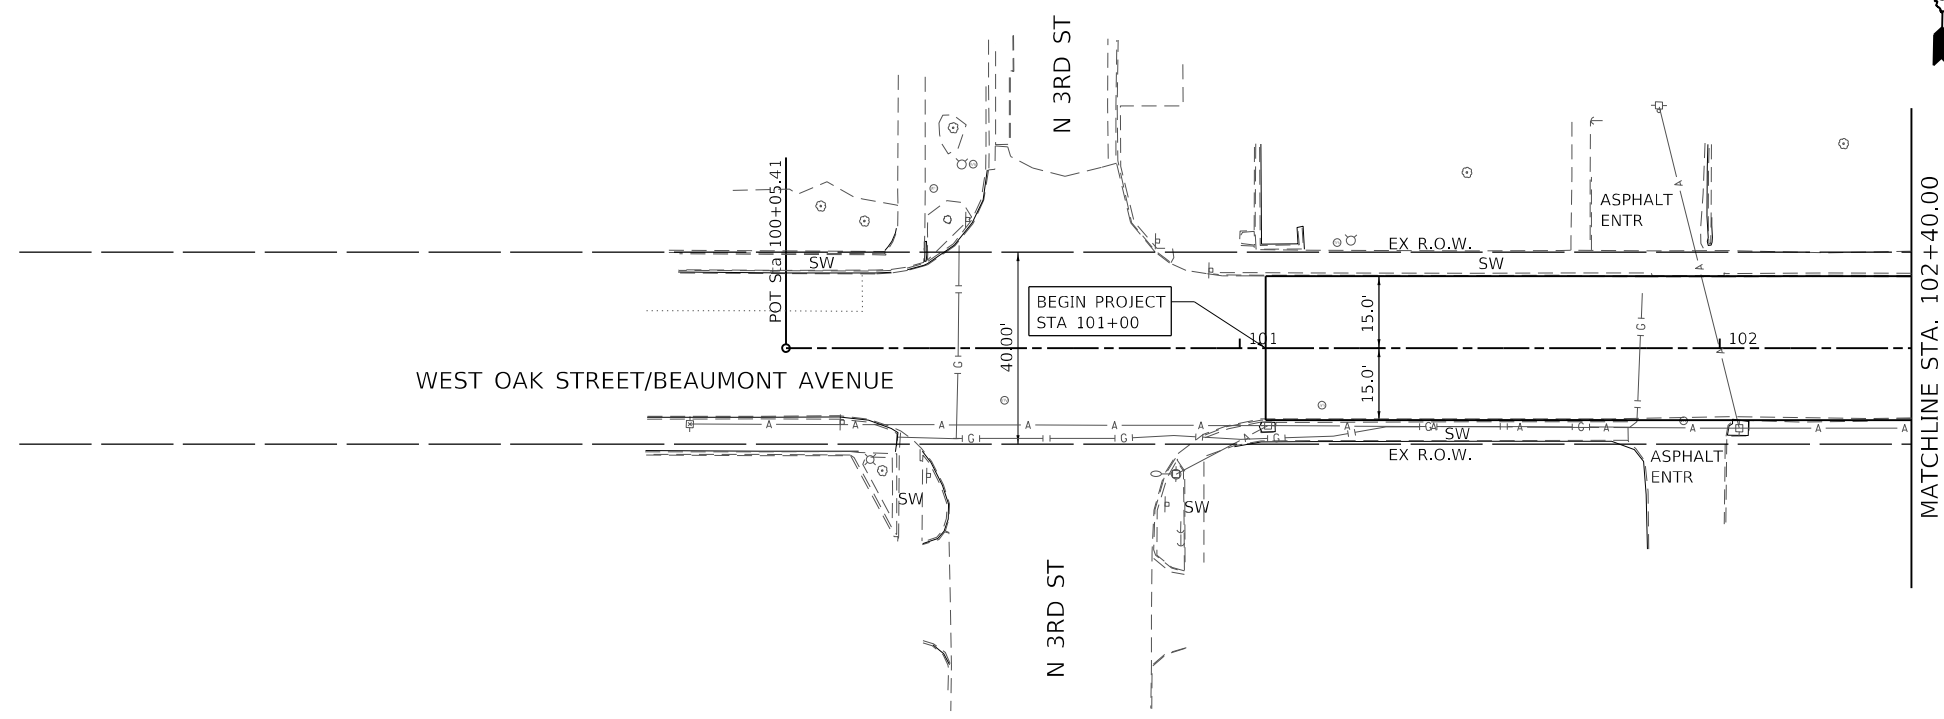 N 3RD ST
POT Sta 100+05.41
ASPHALT
ENTR
EX R.O.W.
SW
SW
BEGIN PROJECT
STA 101+00
40.00'
15.0'
15.0'
101
102
G
G
G
A
A
A
MATCHLINE STA. 102+40.00
WEST OAK STREET/BEAUMONT AVENUE
A
A
A
A
A
A
A
A
A
A
A
A
A
G
G
G
G
G
SW
EX R.O.W.
ASPHALT
ENTR
SW
SW
N 3RD ST